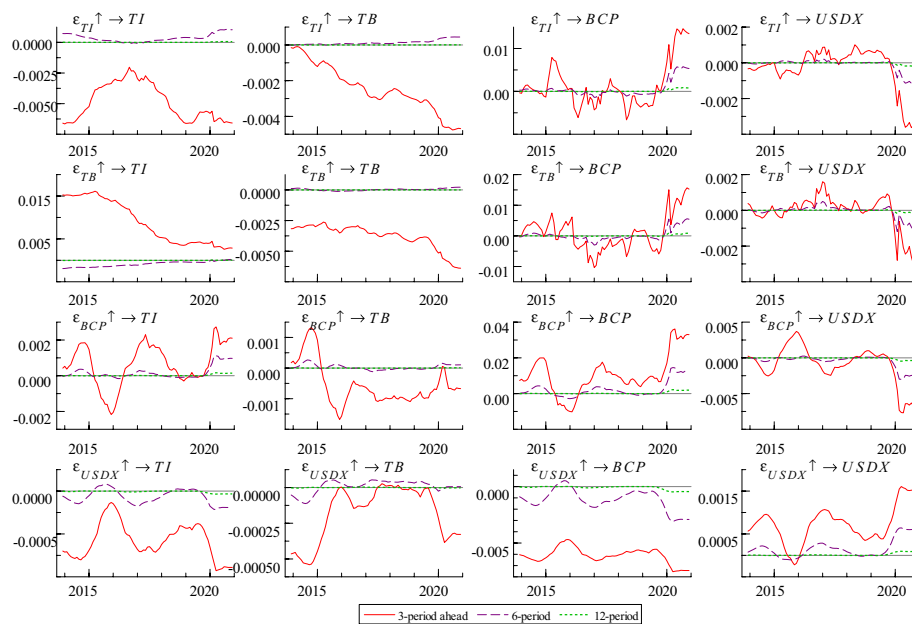 ε_TI↑→TI ε_TB↑→TB ε_TI↑→BCP ε_TI↑→USDX
0.0000 -0.0025 -0.0050
0.000 -0.002 -0.004
0.01 0.00
0.002 0.000 -0.002
2015 2020 2015 2020 2015 2020 2015 2020
ε_TB↑→TI ε_TB↑→TB ε_TB↑→BCP ε_TB↑→USDX
0.015 0.005
0.0000 -0.0025 -0.0050
0.02 0.01 0.00 -0.01
0.002 0.000 -0.002
2015 2020 2015 2020 2015 2020 2015 2020
ε_BCP↑→TI ε_BCP↑→TB ε_BCP↑→BCP ε_BCP↑→USDX
0.002 0.000 -0.002
0.001 0.000 -0.001
0.04 0.02 0.00
0.005 0.000 -0.005
2015 2020 2015 2020 2015 2020 2015 2020
ε_USDX↑→TI ε_USDX↑→TB ε_USDX↑→BCP ε_USDX↑→USDX
0.0000 -0.0005
0.00000 -0.00025 -0.00050
0.000 -0.005
0.0015 0.0005
2015 2020 2015 2020 2015 2020 2015 2020
3-period ahead 6-period 12-period